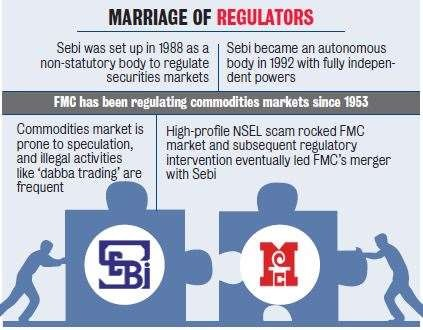 MARRIAGE OF REGULATORS
Sebi was set up in 1988 as a
non-statutory body to regulate
securities markets
Sebi became an autonomous
body in 1992 with fully indepen-
dent powers
FMC has been regulating commodities markets since 1953
Commodities market is
prone to speculation,
and illegal activities
like 'dabba trading' are
frequent
High-profile NSEL scam rocked FMC
market and subsequent regulatory
intervention eventually led FMC's merger
with Sebi
SEBI
FMC